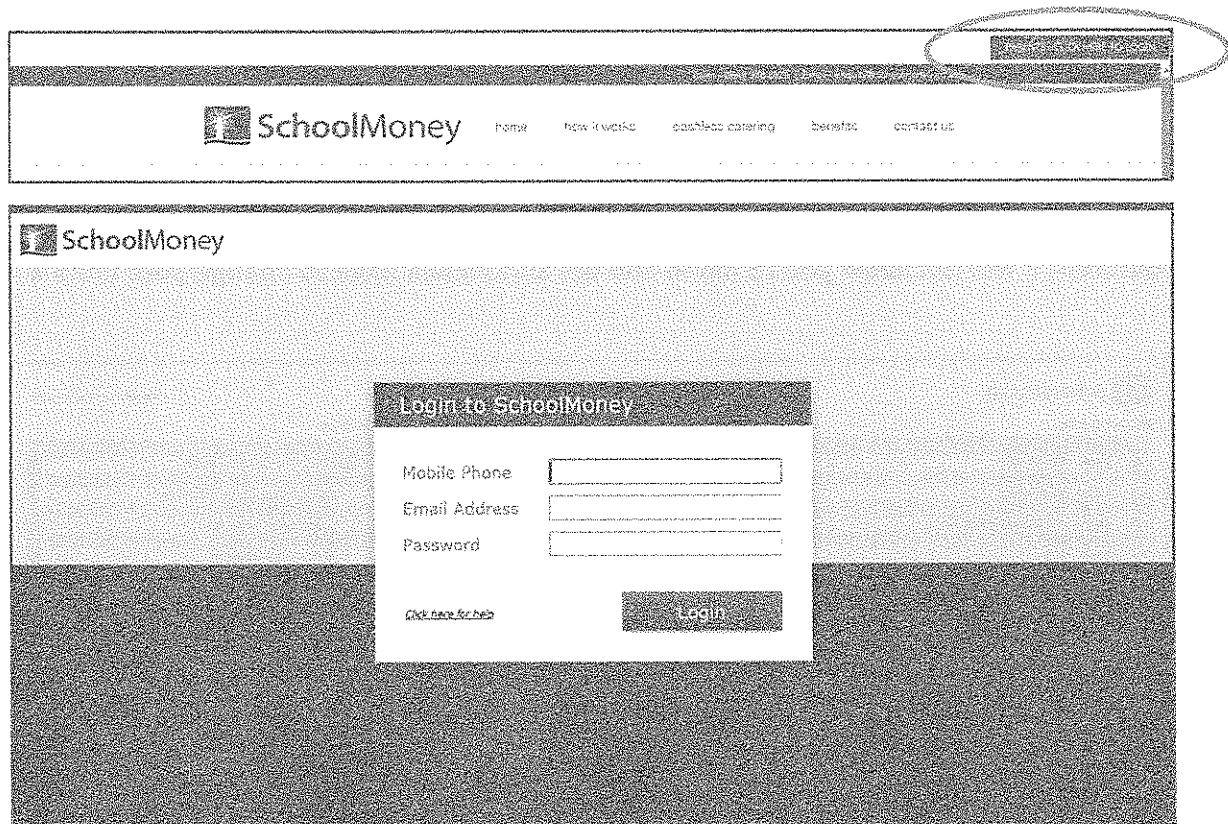 SchoolMoney home how it works cashless catering benefits contact us
SchoolMoney
Login to SchoolMoney
Mobile Phone
Email Address
Password
Click here for help Login